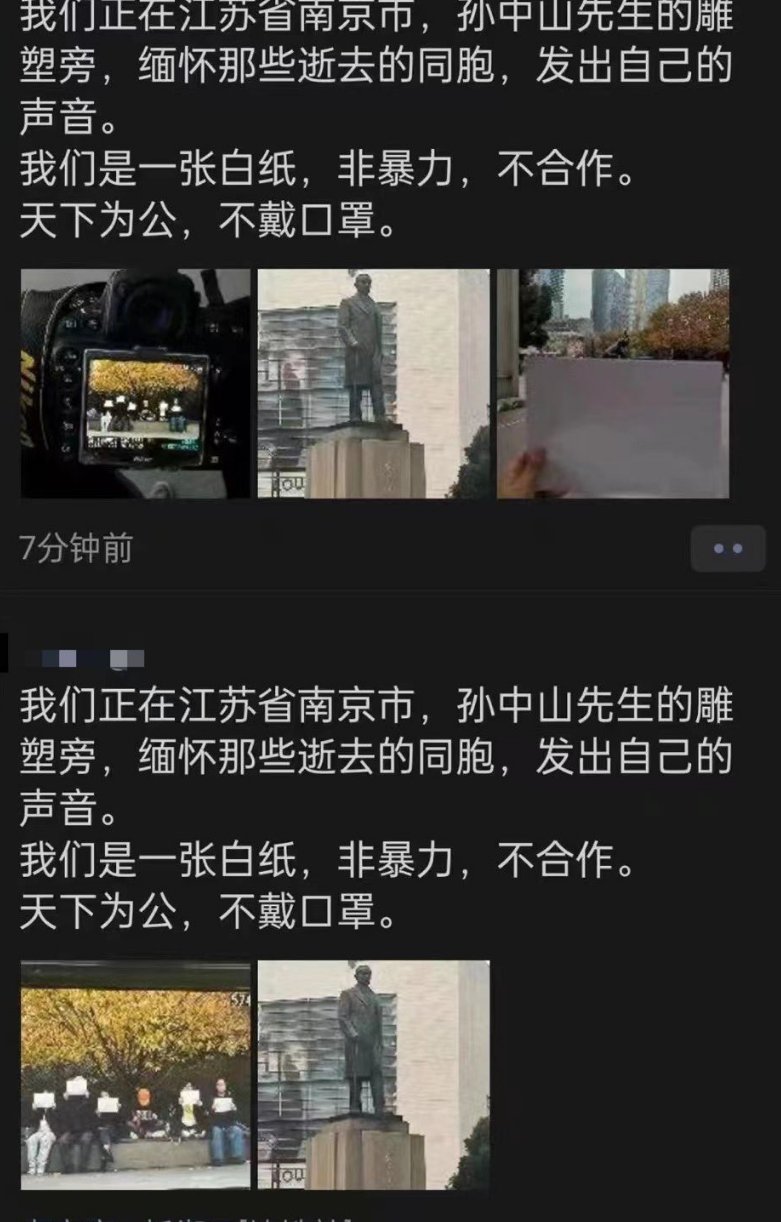 我们正在江苏省南京市，孙中山先生的雕
塑旁，缅怀那些逝去的同胞，发出自己的
声音。
我们是一张白纸，非暴力，不合作。
天下为公，不戴口罩。
7分钟前
我们正在江苏省南京市，孙中山先生的雕
塑旁，缅怀那些逝去的同胞，发出自己的
声音。
我们是一张白纸，非暴力，不合作。
天下为公，不戴口罩。
574